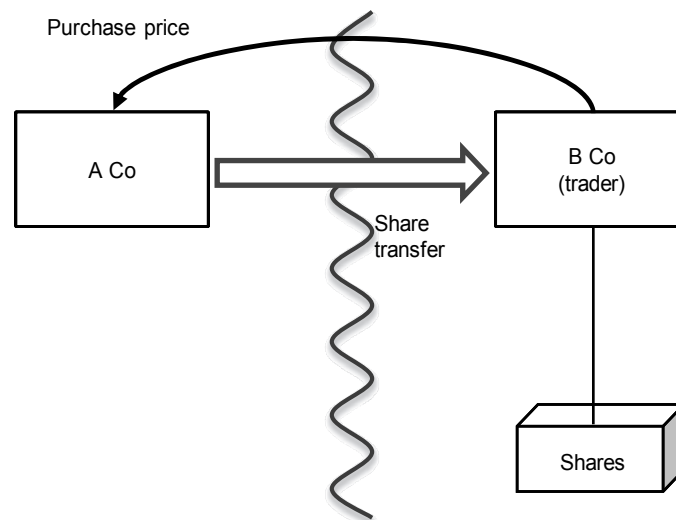 Purchase price
A Co
B Co
(trader)
Share
transfer
Shares